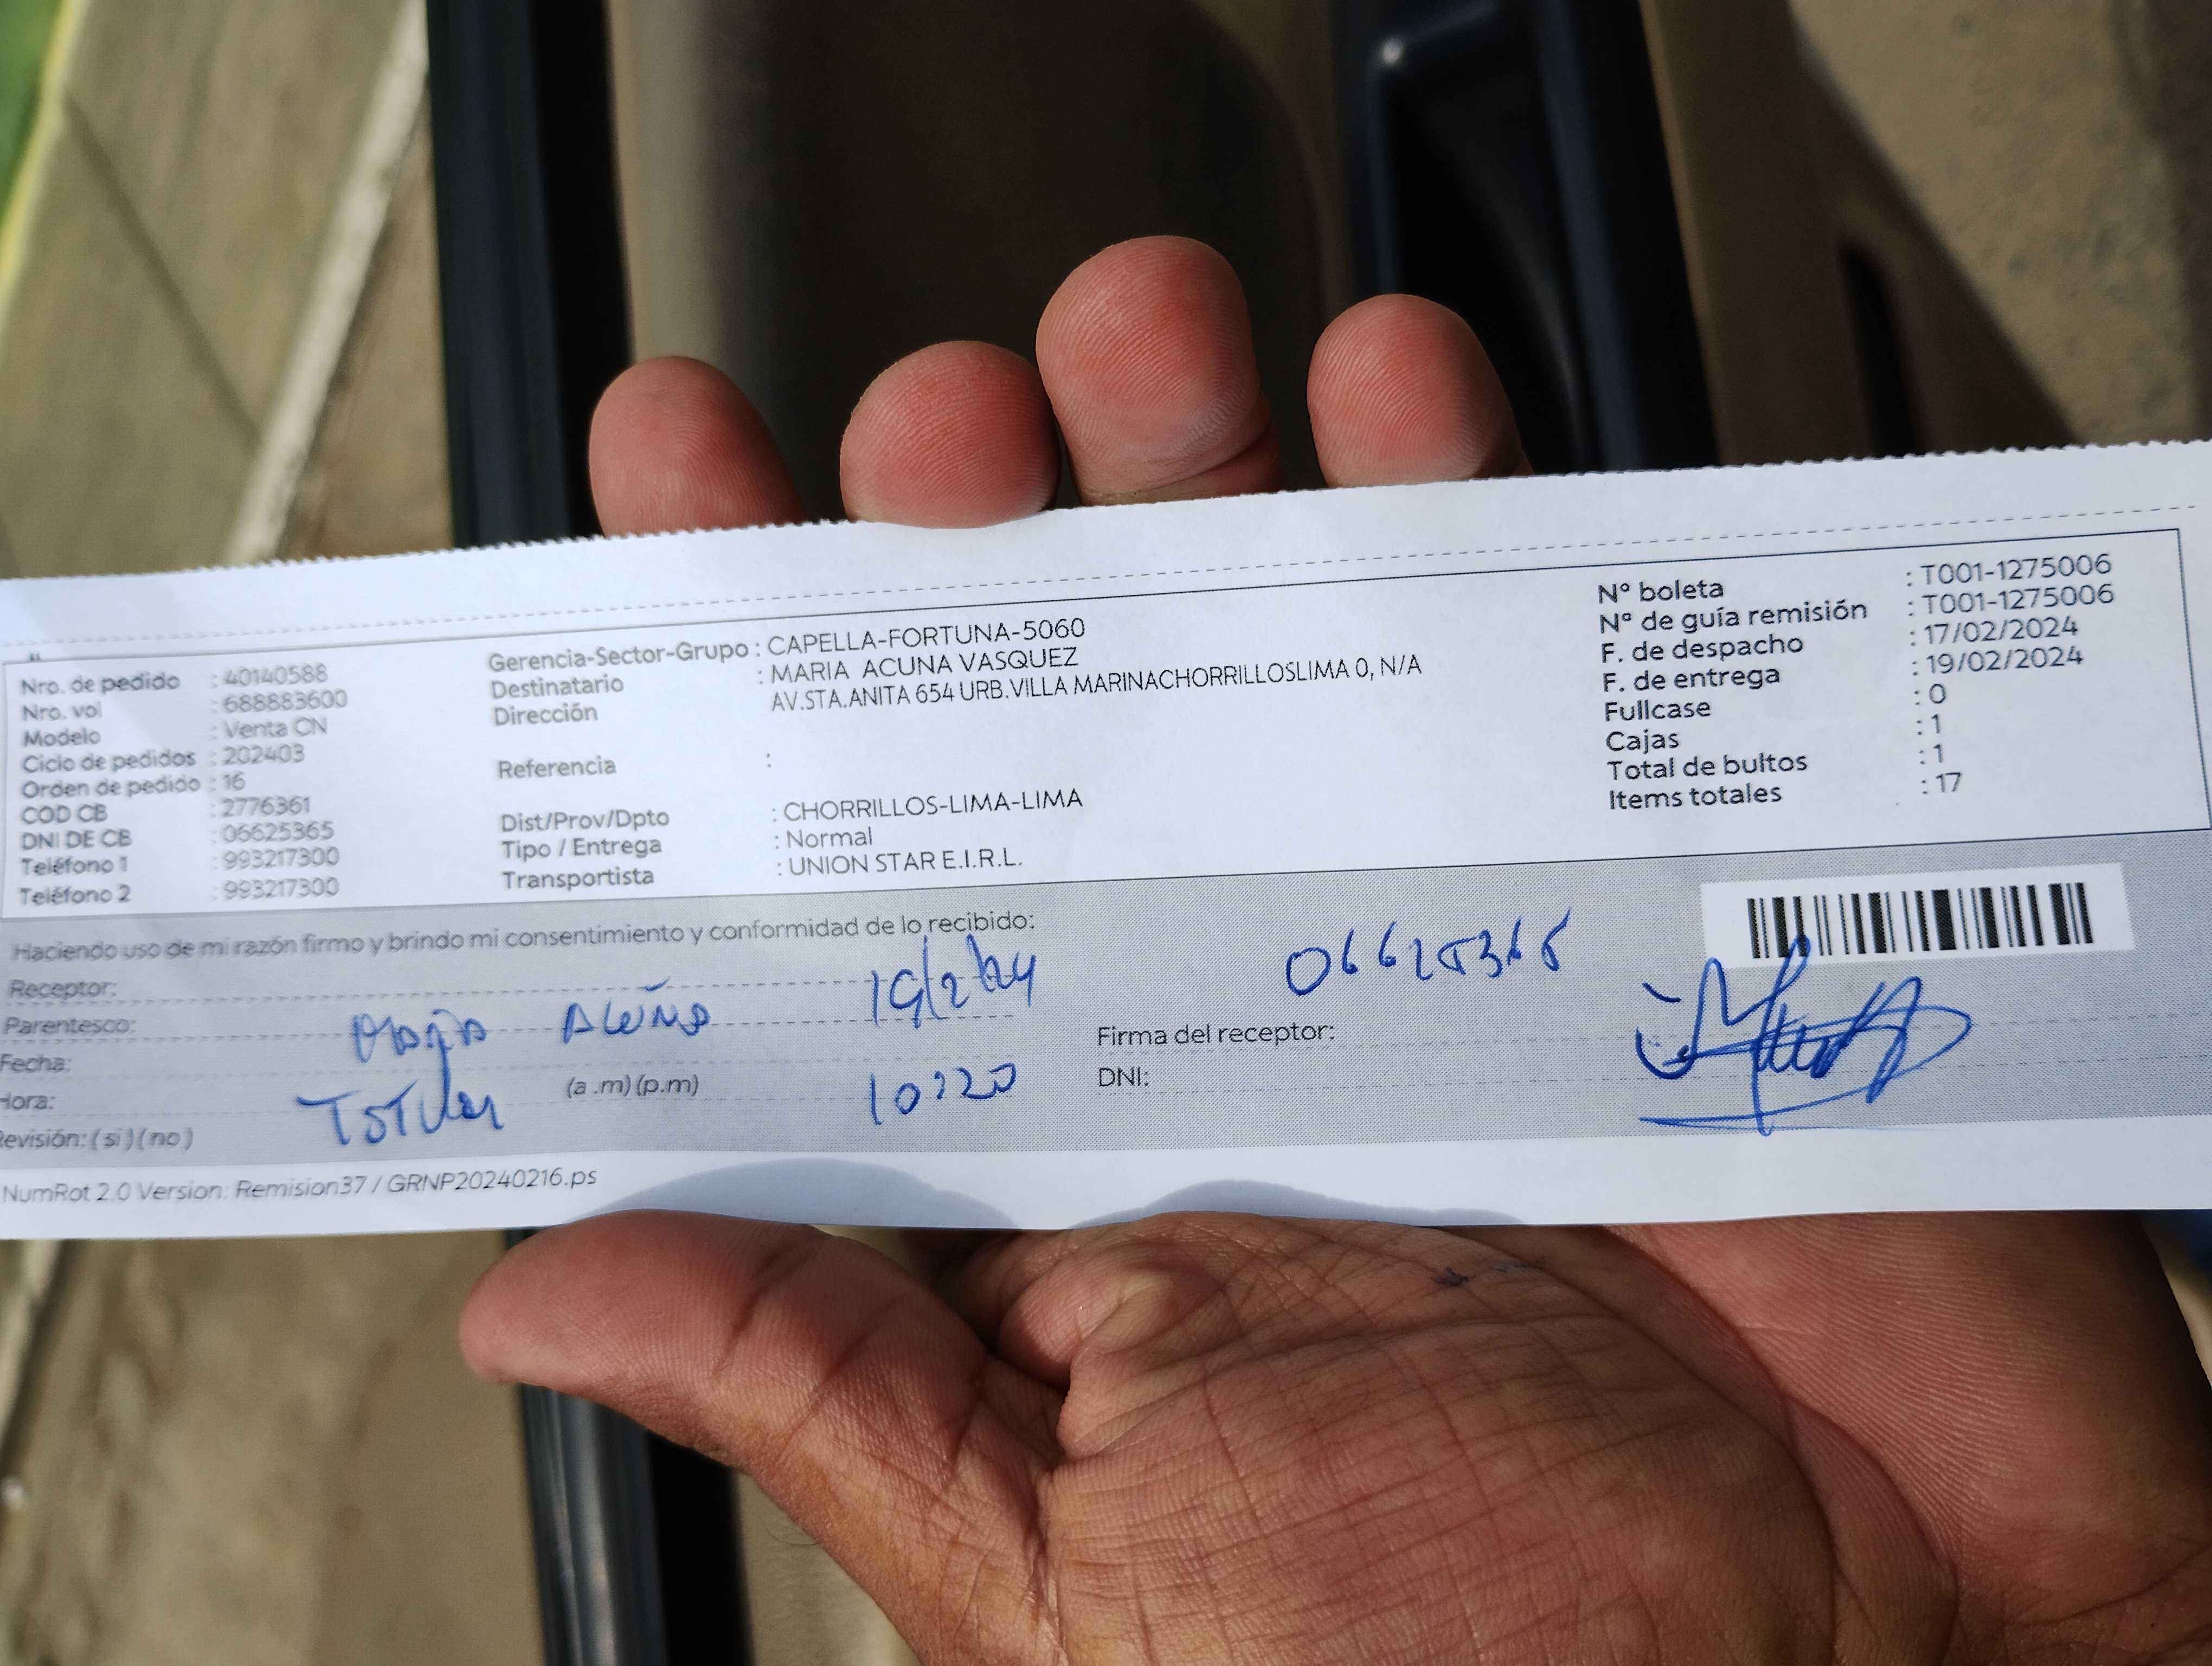 Nro. de pedido : 40140588
Nro. vol : 688883600
Modelo : Venta CN
Ciclo de pedidos : 202403
Orden de pedido : 16
COD CB : 2776361
DNI DE CB : 06625365
Teléfono 1 : 993217300
Teléfono 2 : 993217300
Gerencia-Sector-Grupo : CAPELLA-FORTUNA-5060
Destinatario : MARIA ACUNA VASQUEZ
Dirección AV.STA.ANITA 654 URB.VILLA MARINACHORRILLOSLIMA 0, N/A
Referencia :
Dist/Prov/Dpto : CHORRILLOS-LIMA-LIMA
Tipo / Entrega : Normal
Transportista : UNION STAR E.I.R.L.
Nº boleta : T001-1275006
Nº de guía remisión : T001-1275006
F. de despacho : 17/02/2024
F. de entrega : 19/02/2024
Fullcase : 0
Cajas : 1
Total de bultos : 1
Items totales : 17
Haciendo uso de mi razón firmo y brindo mi consentimiento y conformidad de lo recibido:
Receptor:
Parentesco: María Acuña 19/2/24
Fecha:
Hora: Titular (a .m) (p.m) 10:20
Revisión: ( si ) ( no )
06625365
Firma del receptor:
DNI:
NumRot 2.0 Version: Remision37 / GRNP20240216.ps